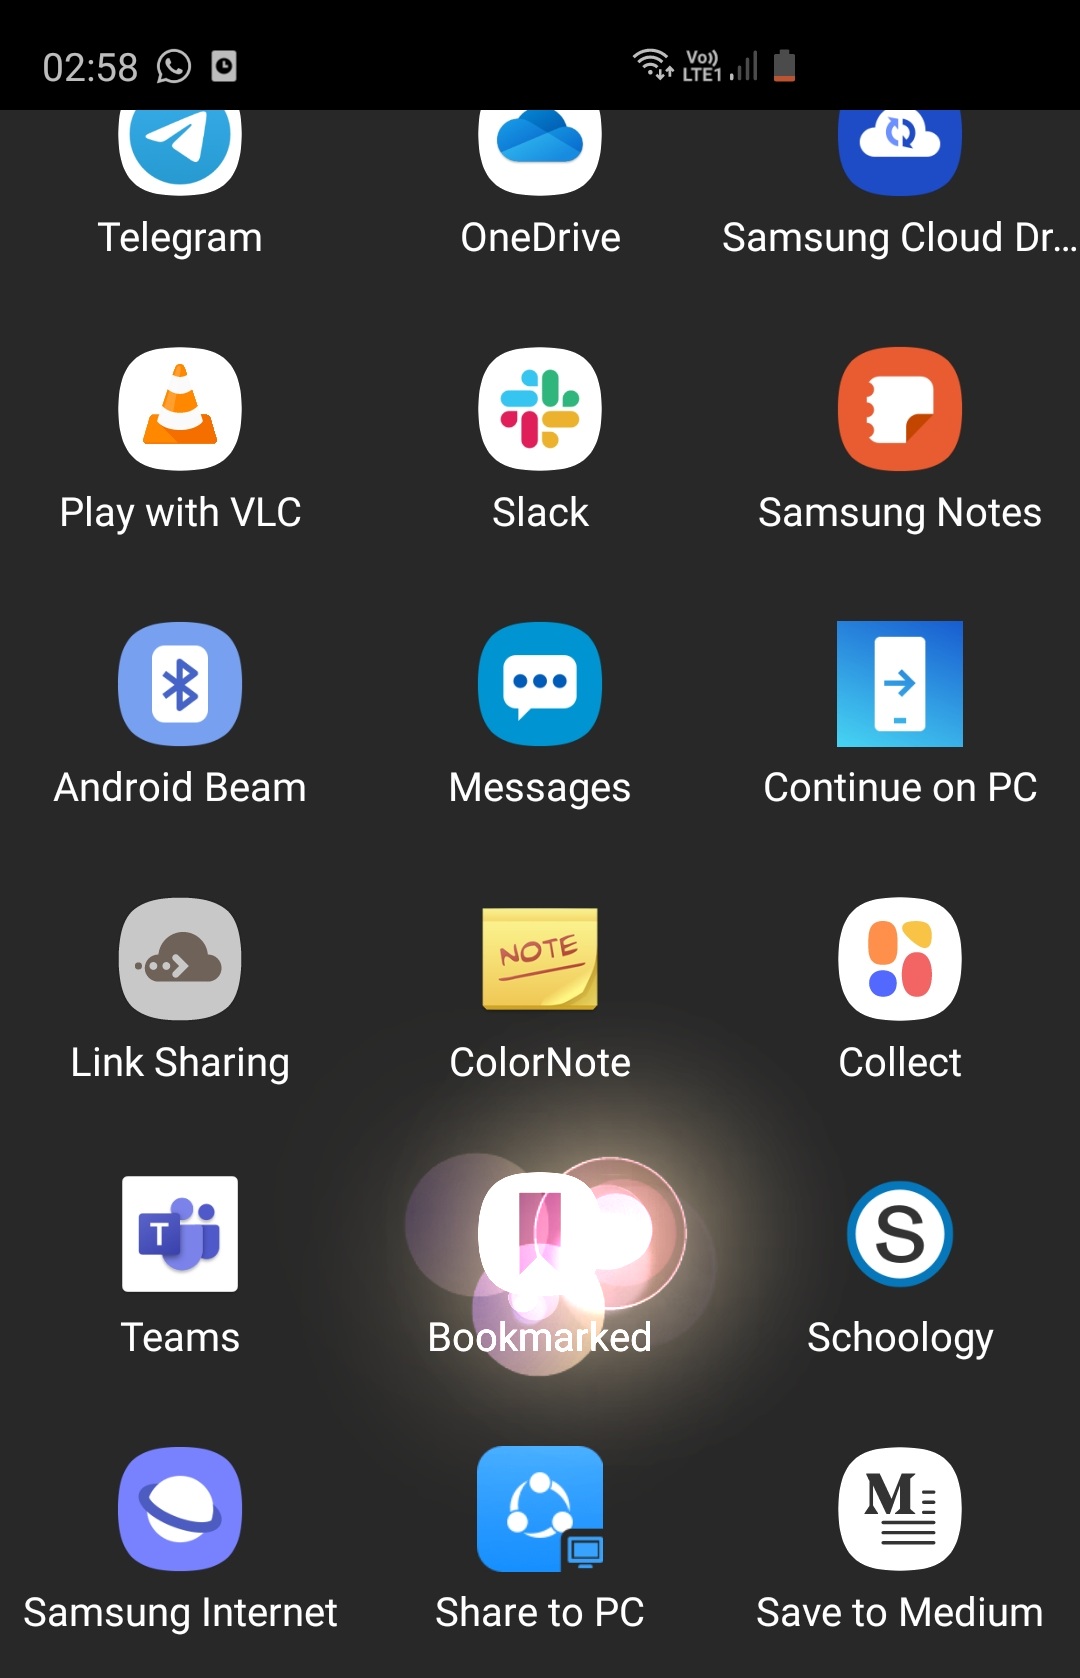 02:58
Vo)) LTE1
Telegram
OneDrive
Samsung Cloud Dr...
Play with VLC
Slack
Samsung Notes
Android Beam
Messages
Continue on PC
NOTE
Link Sharing
ColorNote
Collect
T
S
Teams
Bookmarked
Schoology
M
Samsung Internet
Share to PC
Save to Medium